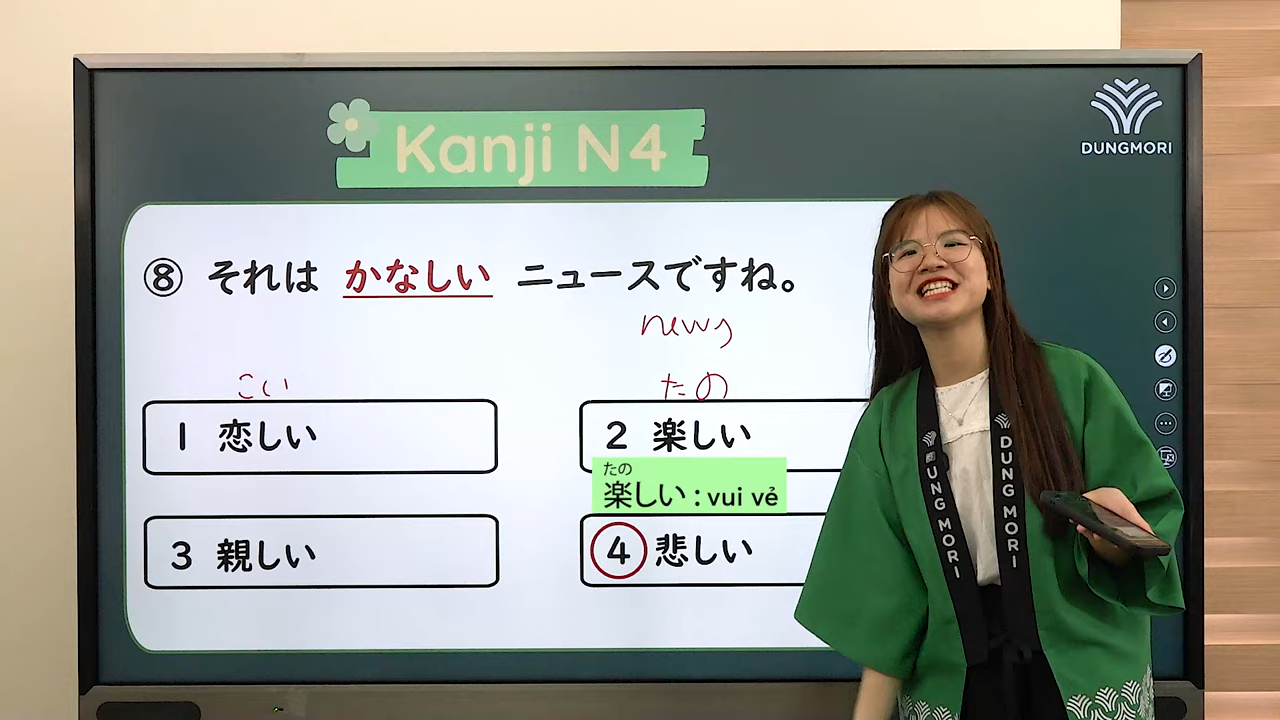 Kanji N4
DUNGMORI
⑧ それは かなしい ニュースですね。
news
こい
1 恋しい
たの
2 楽しい
たの
楽しい : vui vẻ
3 親しい
4 悲しい
DUNG MORI
DUNG MORI